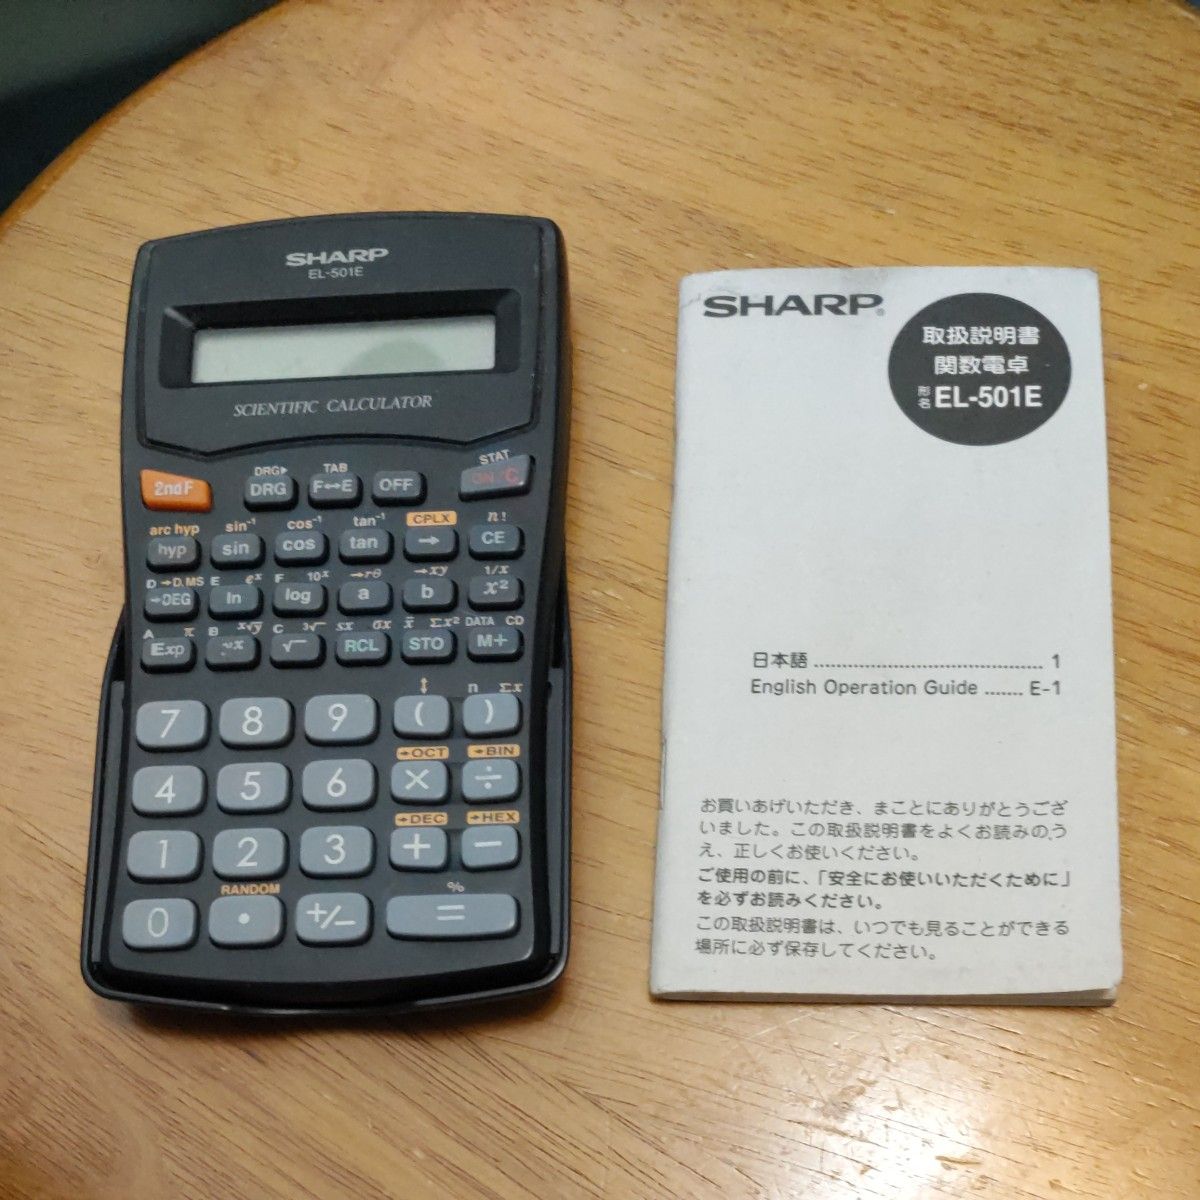 SHARP
EL-501E
SCIENTIFIC CALCULATOR
DRG▶ TAB STAT
2ndF DRG F↔E OFF ON/C
arc hyp sin⁻¹ cos⁻¹ tan⁻¹ CPLX n!
hyp sin cos tan → CE
D →D.MS E eˣ F 10ˣ →rθ →xy 1/x
→DEG ln log a b x²
A π B ˣ√y C ³√ sx σx x̄ Σx² DATA CD
Exp yˣ √ RCL STO M+
↕ n Σx
7 8 9 ( )
→OCT →BIN
4 5 6 × ÷
→DEC →HEX
1 2 3 + −
RANDOM %
0 • +/− =
SHARP®
取扱説明書
関数電卓
形名 EL-501E
日本語 ........................................ 1
English Operation Guide ....... E-1
お買いあげいただき、まことにありがとうござ
いました。この取扱説明書をよくお読みのう
え、正しくお使いください。
ご使用の前に、「安全にお使いいただくために」
を必ずお読みください。
この取扱説明書は、いつでも見ることができる
場所に必ず保存してください。